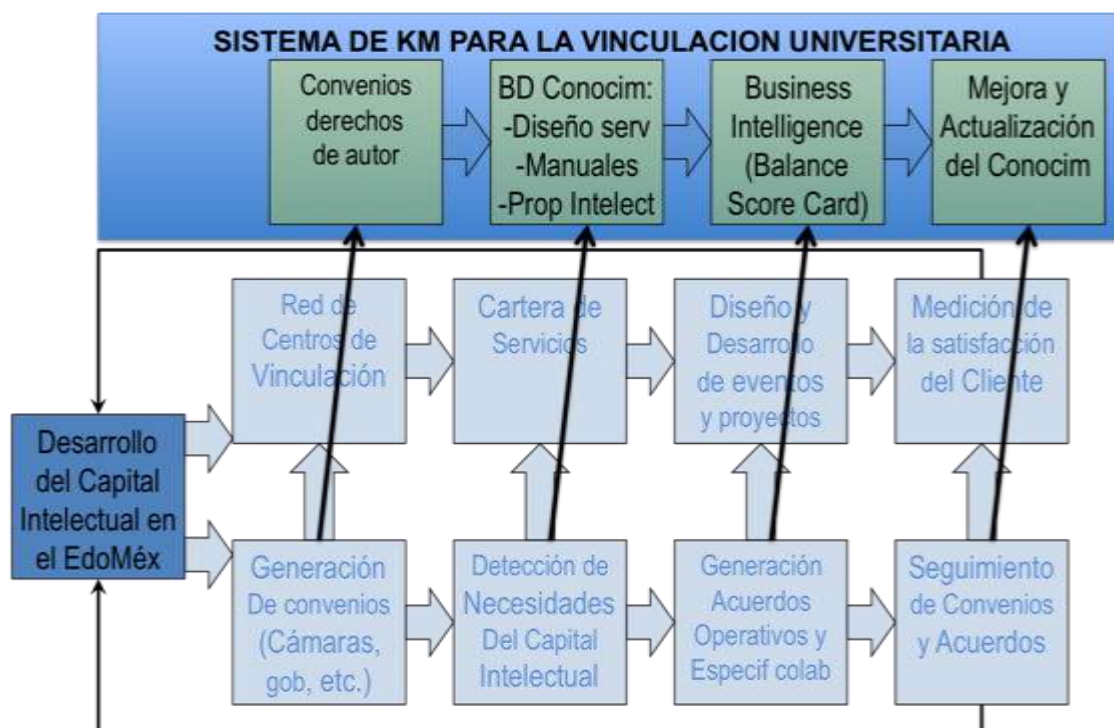 SISTEMA DE KM PARA LA VINCULACION UNIVERSITARIA
Convenios
derechos
de autor
BD Conocim:
-Diseño serv
-Manuales
-Prop Intelect
Business
Intelligence
(Balance
Score Card)
Mejora y
Actualización
del Conocim
Red de
Centros de
Vinculación
Cartera de
Servicios
Diseño y
Desarrollo
de eventos
y proyectos
Medición de
la satisfacción
del Cliente
Desarrollo
del Capital
Intelectual en
el EdoMéx
Generación
De convenios
(Cámaras,
gob, etc.)
Detección de
Necesidades
Del Capital
Intelectual
Generación
Acuerdos
Operativos y
Especif colab
Seguimiento
de Convenios
y Acuerdos